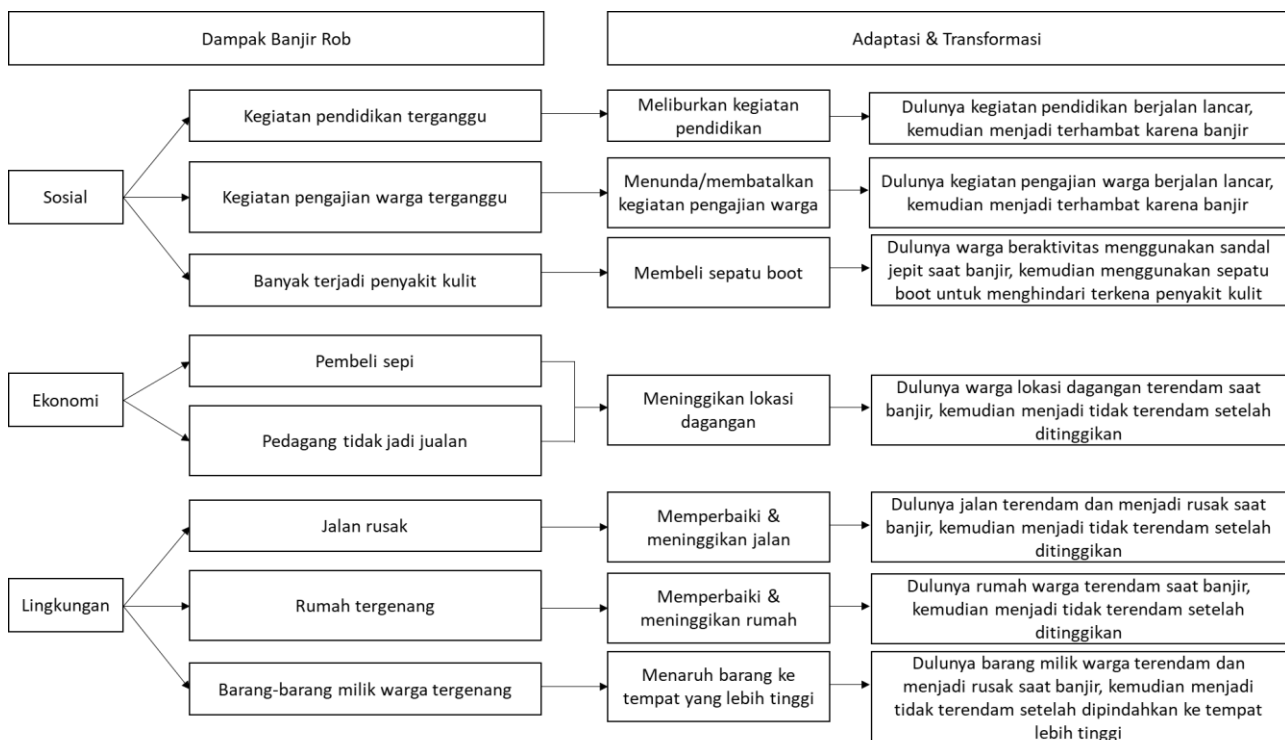 Dampak Banjir Rob
Adaptasi & Transformasi
Sosial
Kegiatan pendidikan terganggu
Meliburkan kegiatan
pendidikan
Dulunya kegiatan pendidikan berjalan lancar,
kemudian menjadi terhambat karena banjir
Kegiatan pengajian warga terganggu
Menunda/membatalkan
kegiatan pengajian warga
Dulunya kegiatan pengajian warga berjalan lancar,
kemudian menjadi terhambat karena banjir
Banyak terjadi penyakit kulit
Membeli sepatu boot
Dulunya warga beraktivitas menggunakan sandal
jepit saat banjir, kemudian menggunakan sepatu
boot untuk menghindari terkena penyakit kulit
Ekonomi
Pembeli sepi
Pedagang tidak jadi jualan
Meninggikan lokasi
dagangan
Dulunya warga lokasi dagangan terendam saat
banjir, kemudian menjadi tidak terendam setelah
ditinggikan
Lingkungan
Jalan rusak
Memperbaiki &
meninggikan jalan
Dulunya jalan terendam dan menjadi rusak saat
banjir, kemudian menjadi tidak terendam setelah
ditinggikan
Rumah tergenang
Memperbaiki &
meninggikan rumah
Dulunya rumah warga terendam saat banjir,
kemudian menjadi tidak terendam setelah
ditinggikan
Barang-barang milik warga tergenang
Menaruh barang ke
tempat yang lebih tinggi
Dulunya barang milik warga terendam dan
menjadi rusak saat banjir, kemudian menjadi
tidak terendam setelah dipindahkan ke tempat
lebih tinggi